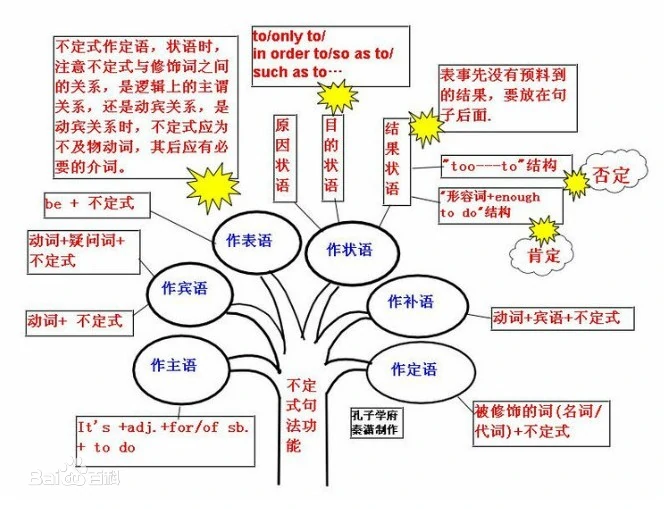 不定式作定语，状语时，
注意不定式与修饰词之间
的关系，是逻辑上的主谓
关系，还是动宾关系，是
动宾关系时，不定式应为
不及物动词，其后应有必
要的介词。
to/only to/
in order to/so as to/
such as to…
表事先没有预料到
的结果，要放在句
子后面.
原因状语
目的状语
结果状语
"too---to"结构
否定
"形容词+enough
to do"结构
肯定
be + 不定式
作表语
作状语
动词+疑问词+
不定式
作宾语
作补语
动词+ 不定式
动词+宾语+不定式
作主语
作定语
It's +adj.+for/of sb.
+ to do
不定式句法功能
孔子学府
秦潇制作
被修饰的词(名词/
代词)+不定式
Bai百科